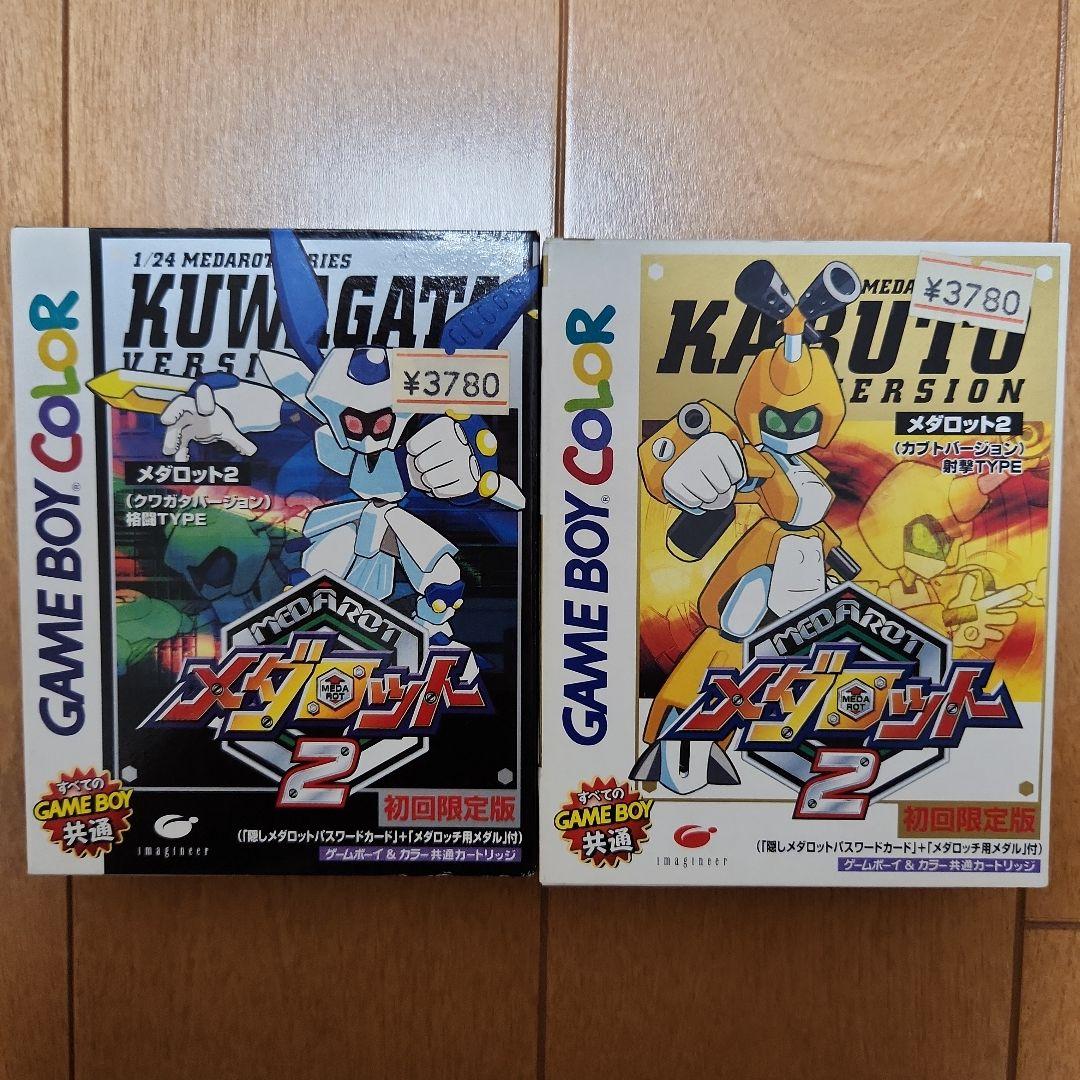 1/24 MEDAROT SERIES
KUWAGATA
VERSI
¥3780
メダロット2
(クワガタバージョン)
格闘TYPE
GAME BOY COLOR
MEDAROT
メダロット
MEDA
ROT
2
初回限定版
すべての
GAME BOY
共通
imagineer
(「隠しメダロットパスワードカード」+「メダロッチ用メダル」付)
ゲームボーイ & カラー共通カートリッジ
MEDA
KABUTO
VERSION
¥3780
メダロット2
(カブトバージョン)
射撃TYPE
GAME BOY COLOR
MEDAROT
メダロット
MEDA
ROT
2
初回限定版
すべての
GAME BOY
共通
imagineer
(「隠しメダロットパスワードカード」+「メダロッチ用メダル」付)
ゲームボーイ & カラー共通カートリッジ